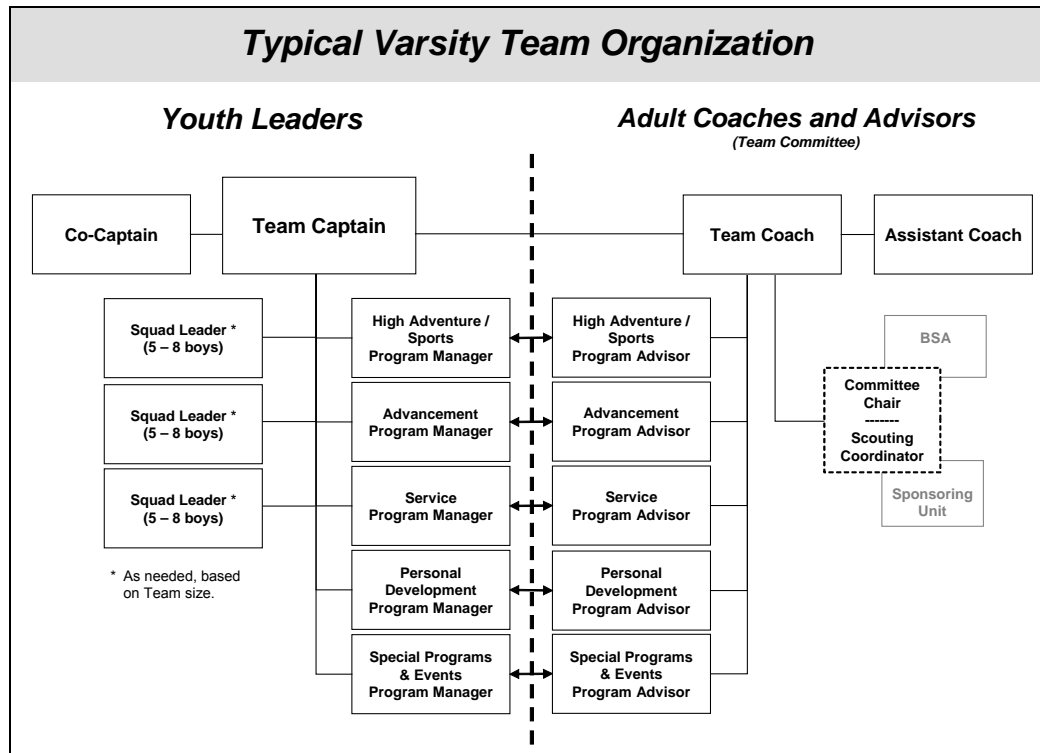 Typical Varsity Team Organization
Youth Leaders
Adult Coaches and Advisors
(Team Committee)
Co-Captain
Team Captain
Team Coach
Assistant Coach
Squad Leader *
(5 – 8 boys)
Squad Leader *
(5 – 8 boys)
Squad Leader *
(5 – 8 boys)
* As needed, based
on Team size.
High Adventure /
Sports
Program Manager
Advancement
Program Manager
Service
Program Manager
Personal
Development
Program Manager
Special Programs
& Events
Program Manager
High Adventure /
Sports
Program Advisor
Advancement
Program Advisor
Service
Program Advisor
Personal
Development
Program Advisor
Special Programs
& Events
Program Advisor
BSA
Committee
Chair
-------
Scouting
Coordinator
Sponsoring
Unit